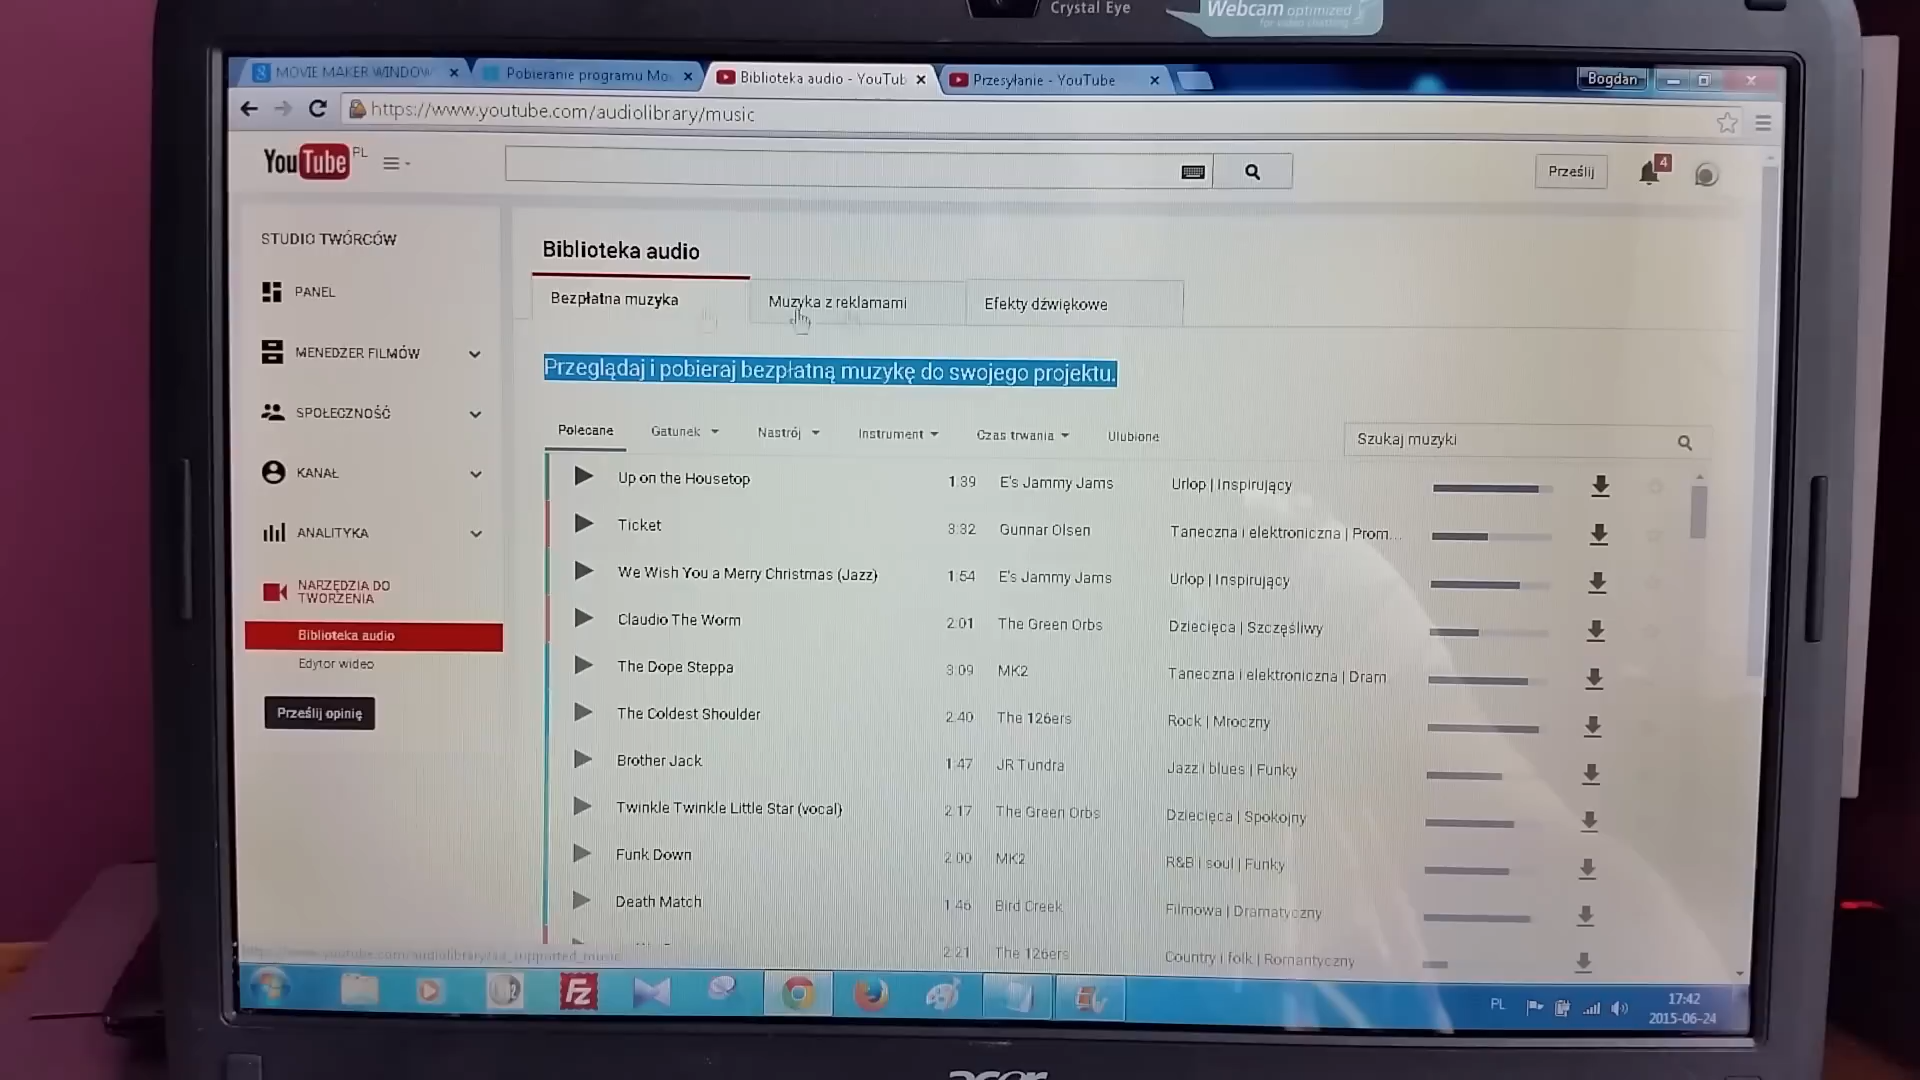 Crystal Eye
Webcam optimized
for video chatting
MOVIE MAKER WINDOW
Pobieranie programu Mo
Biblioteka audio - YouTub
Przesyłanie - YouTube
Bogdan
https://www.youtube.com/audiolibrary/music
YouTube PL
Prześlij
4
STUDIO TWÓRCÓW
PANEL
MENEDŻER FILMÓW
SPOŁECZNOŚĆ
KANAŁ
ANALITYKA
NARZĘDZIA DO
TWORZENIA
Biblioteka audio
Edytor wideo
Prześlij opinię
Biblioteka audio
Bezpłatna muzyka
Muzyka z reklamami
Efekty dźwiękowe
Przeglądaj i pobieraj bezpłatną muzykę do swojego projektu.
Polecane Gatunek Nastrój Instrument Czas trwania Ulubione
Szukaj muzyki
Up on the Housetop 1:39 E's Jammy Jams Urlop | Inspirujący
Ticket 3:32 Gunnar Olsen Taneczna i elektroniczna | Prom...
We Wish You a Merry Christmas (Jazz) 1:54 E's Jammy Jams Urlop | Inspirujący
Claudio The Worm 2:01 The Green Orbs Dziecięca | Szczęśliwy
The Dope Steppa 3:09 MK2 Taneczna i elektroniczna | Dram
The Coldest Shoulder 2:40 The 126ers Rock | Mroczny
Brother Jack 1:47 JR Tundra Jazz i blues | Funky
Twinkle Twinkle Little Star (vocal) 2:17 The Green Orbs Dziecięca | Spokojny
Funk Down 2:00 MK2 R&B i soul | Funky
Death Match 1:46 Bird Creek Filmowa | Dramatyczny
2:21 The 126ers Country i folk | Romantyczny
https://www.youtube.com/audiolibrary/ad_supported_music
PL
17:42
2015-06-24
acer